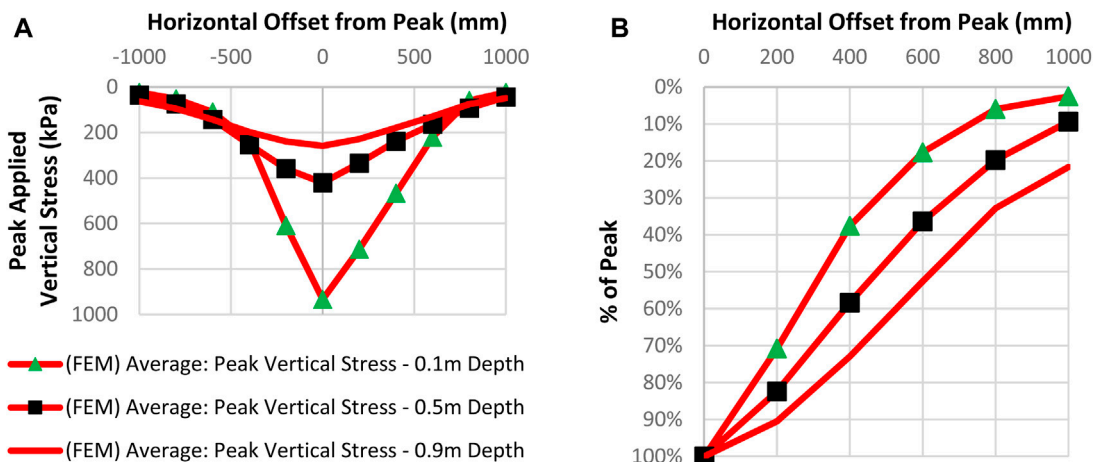 A
Horizontal Offset from Peak (mm)
-1000 -500 0 500 1000
0
200
400
600
800
1000
Peak Applied
Vertical Stress (kPa)
(FEM) Average: Peak Vertical Stress - 0.1m Depth
(FEM) Average: Peak Vertical Stress - 0.5m Depth
(FEM) Average: Peak Vertical Stress - 0.9m Depth
B
Horizontal Offset from Peak (mm)
0 200 400 600 800 1000
0%
10%
20%
30%
40%
50%
60%
70%
80%
90%
100%
% of Peak